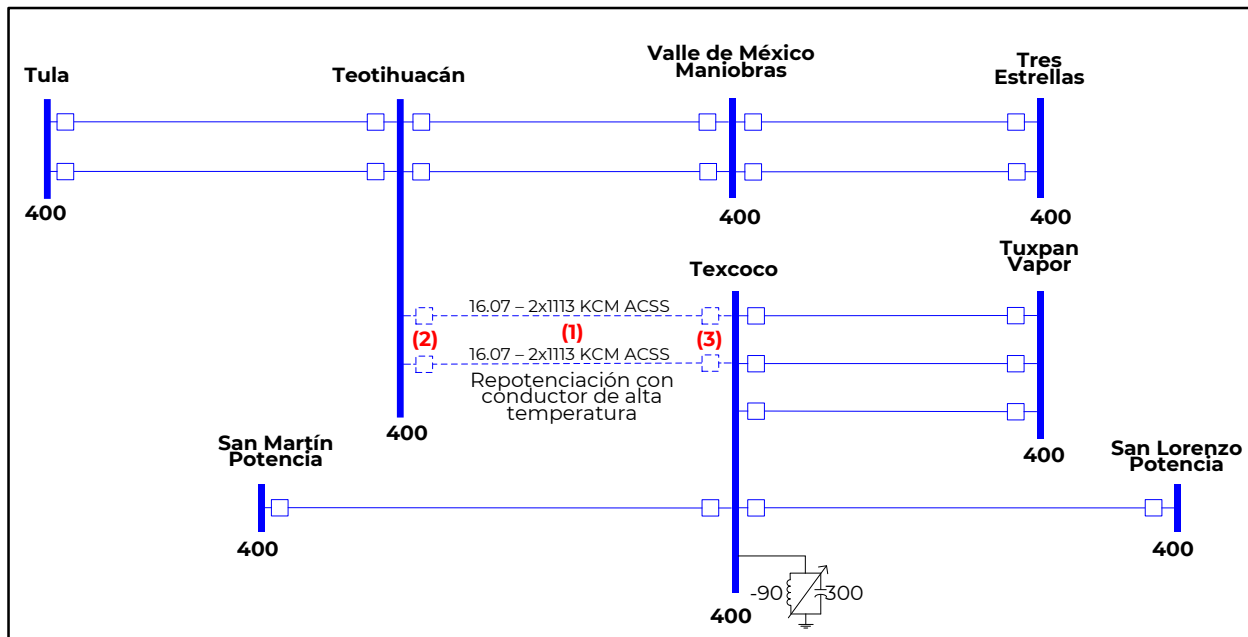 Tula
Teotihuacán
Valle de México
Maniobras
Tres
Estrellas
400
400
400
Texcoco
Tuxpan
Vapor
16.07 – 2x1113 KCM ACSS
(2)
(1)
(3)
16.07 – 2x1113 KCM ACSS
Repotenciación con
conductor de alta
temperatura
400
400
San Martín
Potencia
San Lorenzo
Potencia
400
400
-90
300
400